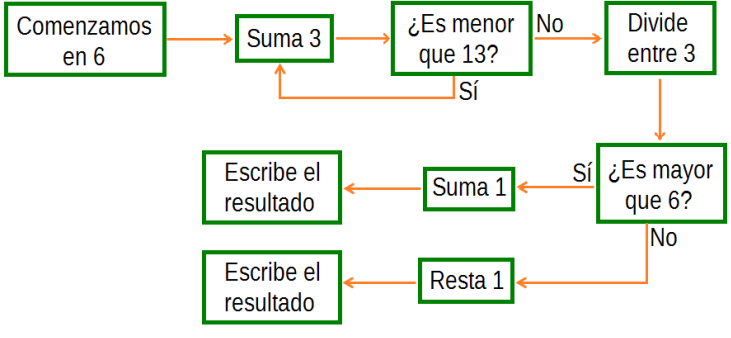 Comenzamos
en 6
Suma 3
¿Es menor
que 13?
No
Sí
Divide
entre 3
¿Es mayor
que 6?
Sí
Suma 1
Escribe el
resultado
No
Resta 1
Escribe el
resultado